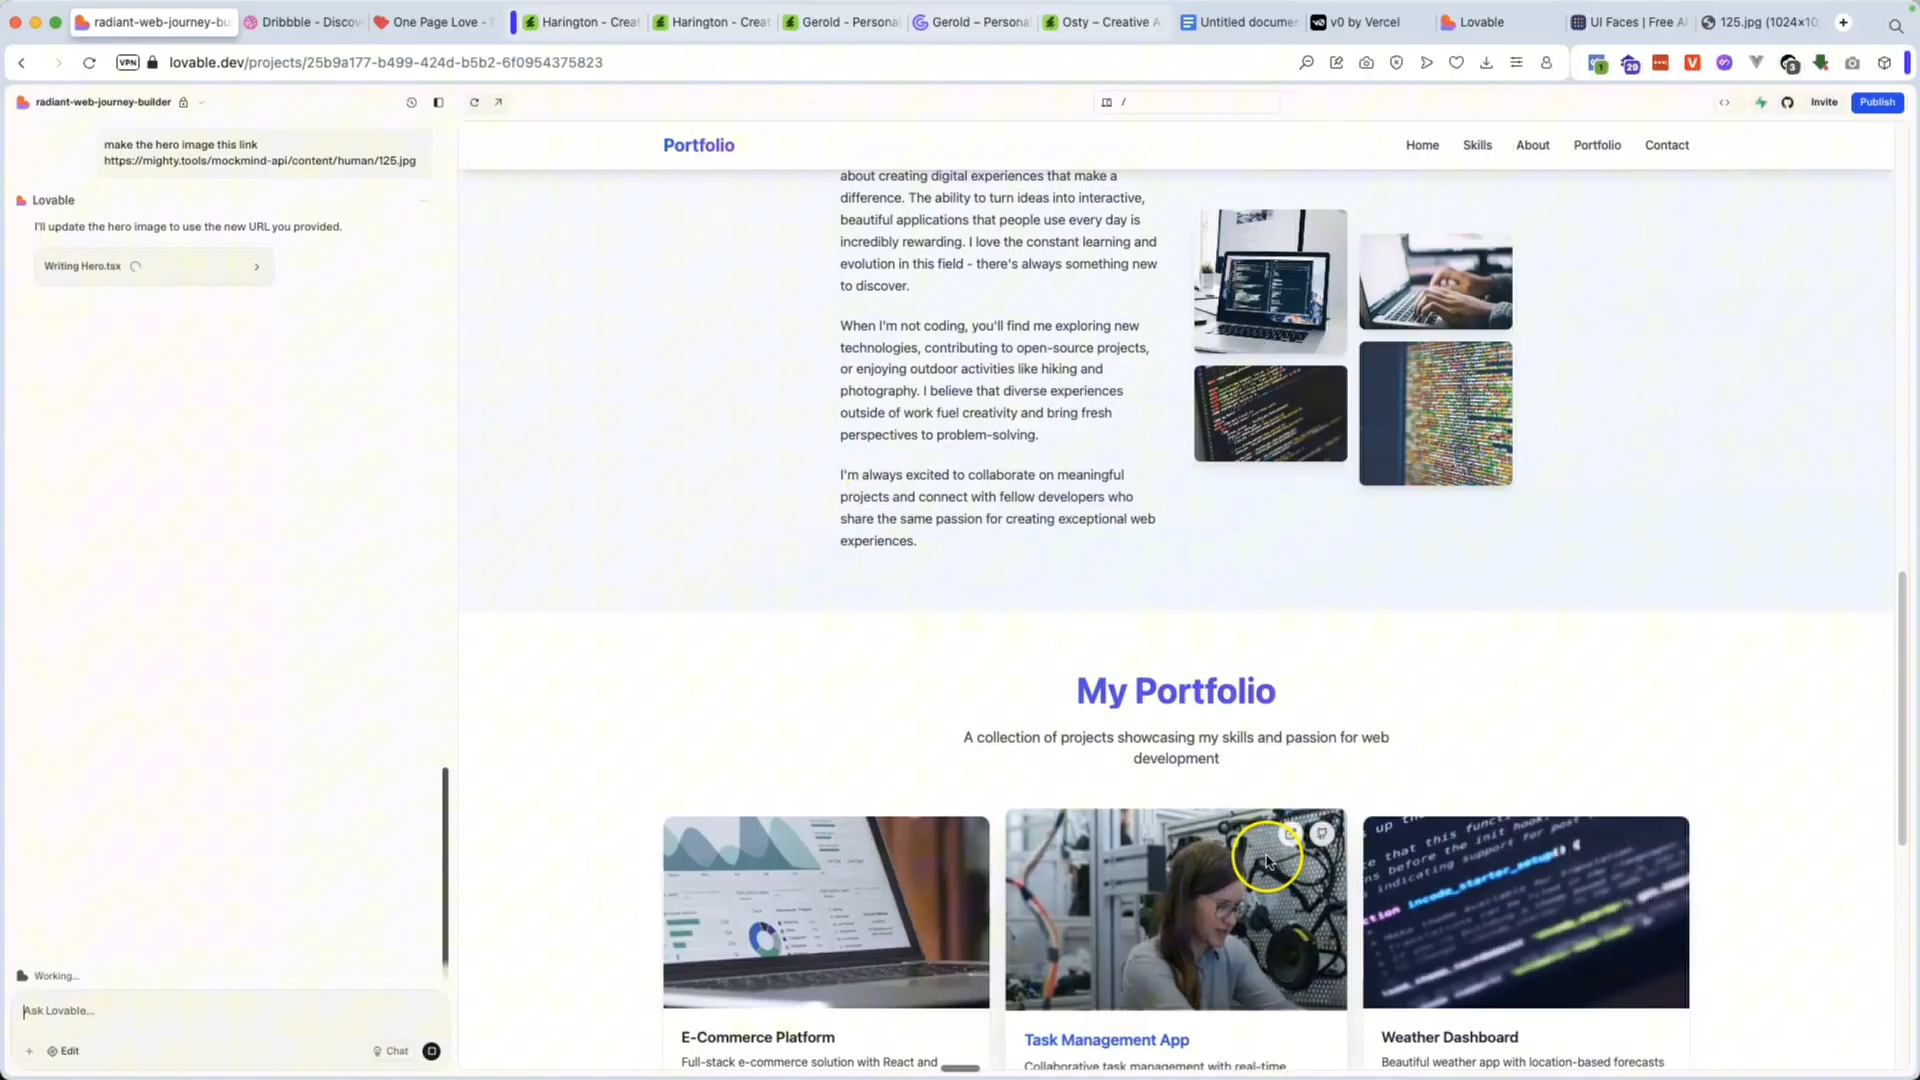 radiant-web-journey-bu
Dribbble - Discov
One Page Love -
Harington - Creat
Harington - Creat
Gerold - Persona
Gerold – Persona
Osty – Creative A
Untitled documen
v0 by Vercel
Lovable
UI Faces | Free AI
125.jpg (1024×10
VPN
lovable.dev/projects/25b9a177-b499-424d-b5b2-6f0954375823
1
29
3
radiant-web-journey-builder
/
Invite
Publish
make the hero image this link
https://mighty.tools/mockmind-api/content/human/125.jpg
Lovable
I'll update the hero image to use the new URL you provided.
Writing Hero.tsx
Working...
Ask Lovable...
Edit
Chat
Portfolio
Home
Skills
About
Portfolio
Contact
about creating digital experiences that make a
difference. The ability to turn ideas into interactive,
beautiful applications that people use every day is
incredibly rewarding. I love the constant learning and
evolution in this field - there's always something new
to discover.
When I'm not coding, you'll find me exploring new
technologies, contributing to open-source projects,
or enjoying outdoor activities like hiking and
photography. I believe that diverse experiences
outside of work fuel creativity and bring fresh
perspectives to problem-solving.
I'm always excited to collaborate on meaningful
projects and connect with fellow developers who
share the same passion for creating exceptional web
experiences.
My Portfolio
A collection of projects showcasing my skills and passion for web
development
E-Commerce Platform
Full-stack e-commerce solution with React and
Task Management App
Collaborative task management with real-time
Weather Dashboard
Beautiful weather app with location-based forecasts